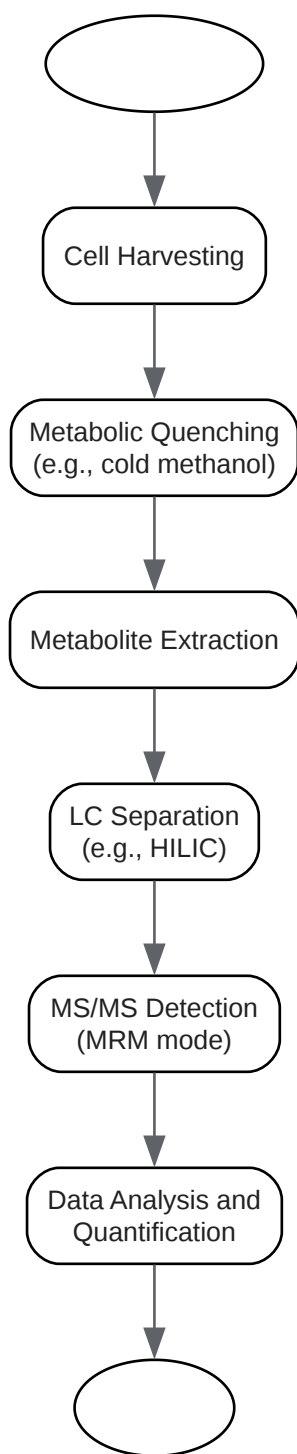 Cell Harvesting
Metabolic Quenching
(e.g., cold methanol)
Metabolite Extraction
LC Separation
(e.g., HILIC)
MS/MS Detection
(MRM mode)
Data Analysis and
Quantification